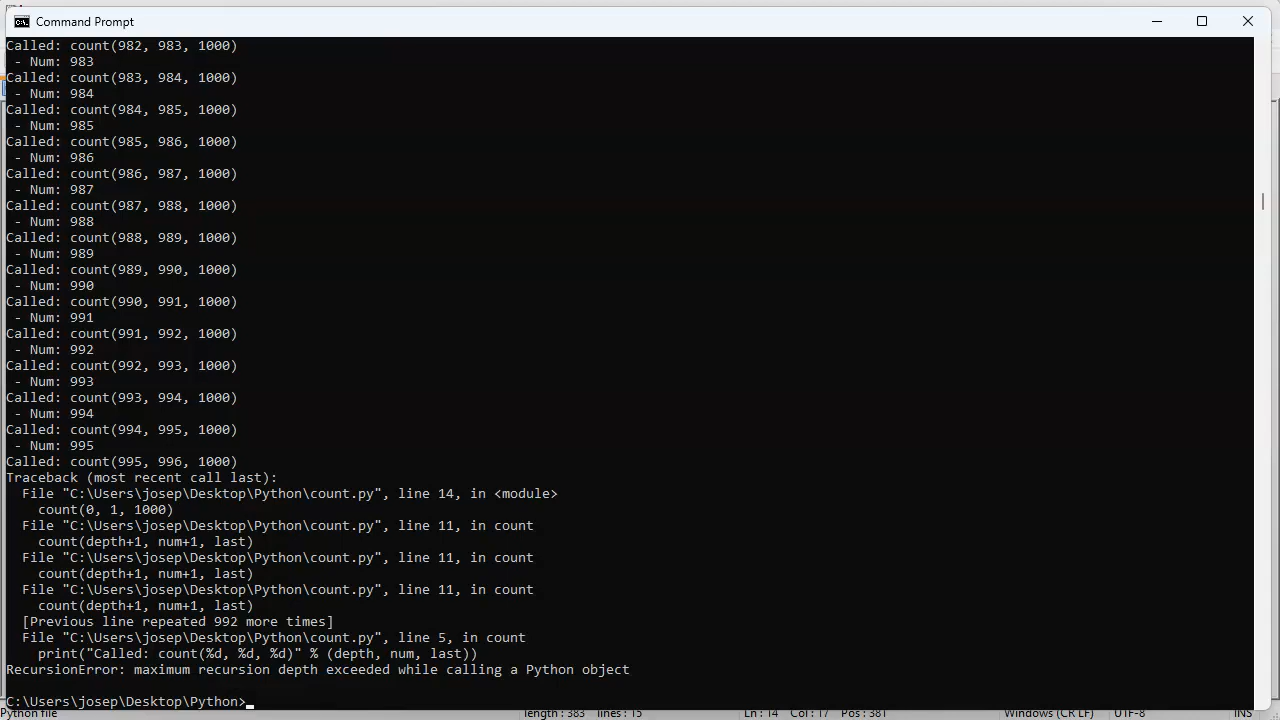 Command Prompt
Called: count(982, 983, 1000)
 - Num: 983
Called: count(983, 984, 1000)
 - Num: 984
Called: count(984, 985, 1000)
 - Num: 985
Called: count(985, 986, 1000)
 - Num: 986
Called: count(986, 987, 1000)
 - Num: 987
Called: count(987, 988, 1000)
 - Num: 988
Called: count(988, 989, 1000)
 - Num: 989
Called: count(989, 990, 1000)
 - Num: 990
Called: count(990, 991, 1000)
 - Num: 991
Called: count(991, 992, 1000)
 - Num: 992
Called: count(992, 993, 1000)
 - Num: 993
Called: count(993, 994, 1000)
 - Num: 994
Called: count(994, 995, 1000)
 - Num: 995
Called: count(995, 996, 1000)
Traceback (most recent call last):
  File "C:\Users\josep\Desktop\Python\count.py", line 14, in <module>
    count(0, 1, 1000)
  File "C:\Users\josep\Desktop\Python\count.py", line 11, in count
    count(depth+1, num+1, last)
  File "C:\Users\josep\Desktop\Python\count.py", line 11, in count
    count(depth+1, num+1, last)
  File "C:\Users\josep\Desktop\Python\count.py", line 11, in count
    count(depth+1, num+1, last)
  [Previous line repeated 992 more times]
  File "C:\Users\josep\Desktop\Python\count.py", line 5, in count
    print("Called: count(%d, %d, %d)" % (depth, num, last))
RecursionError: maximum recursion depth exceeded while calling a Python object
C:\Users\josep\Desktop\Python>
Python file length : 383 lines : 15 Ln : 14 Col : 17 Pos : 381 Windows (CR LF) UTF-8 INS